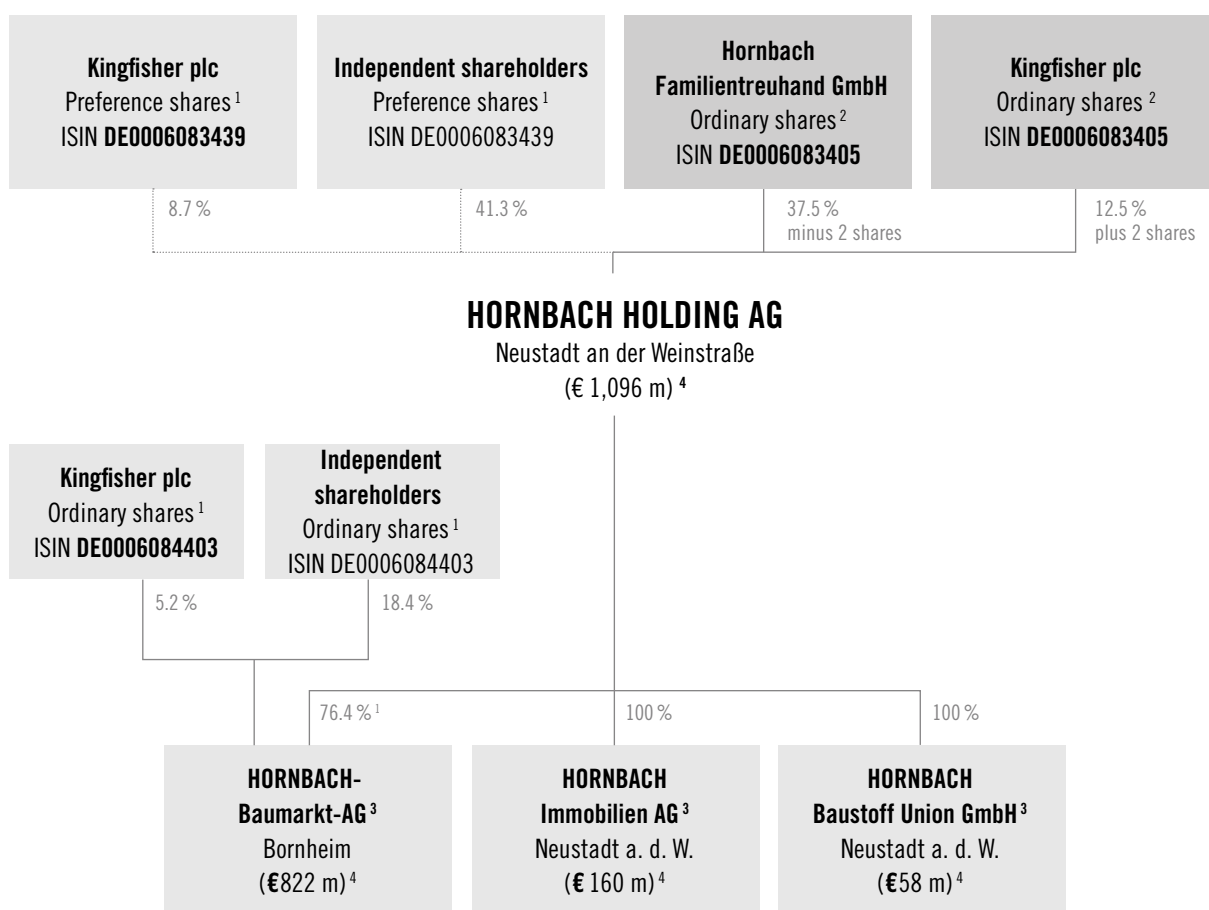 Kingfisher plc
Preference shares 1
ISIN DE0006083439
Independent shareholders
Preference shares 1
ISIN DE0006083439
Hornbach
Familientreuhand GmbH
Ordinary shares 2
ISIN DE0006083405
Kingfisher plc
Ordinary shares 2
ISIN DE0006083405
8.7 %
41.3 %
37.5 %
minus 2 shares
12.5 %
plus 2 shares
HORNBACH HOLDING AG
Neustadt an der Weinstraße
(€ 1,096 m) 4
Kingfisher plc
Ordinary shares 1
ISIN DE0006084403
Independent
shareholders
Ordinary shares 1
ISIN DE0006084403
5.2 %
18.4 %
76.4 % 1
100 %
100 %
HORNBACH-
Baumarkt-AG 3
Bornheim
(€822 m) 4
HORNBACH
Immobilien AG 3
Neustadt a. d. W.
(€ 160 m) 4
HORNBACH
Baustoff Union GmbH 3
Neustadt a. d. W.
(€58 m) 4